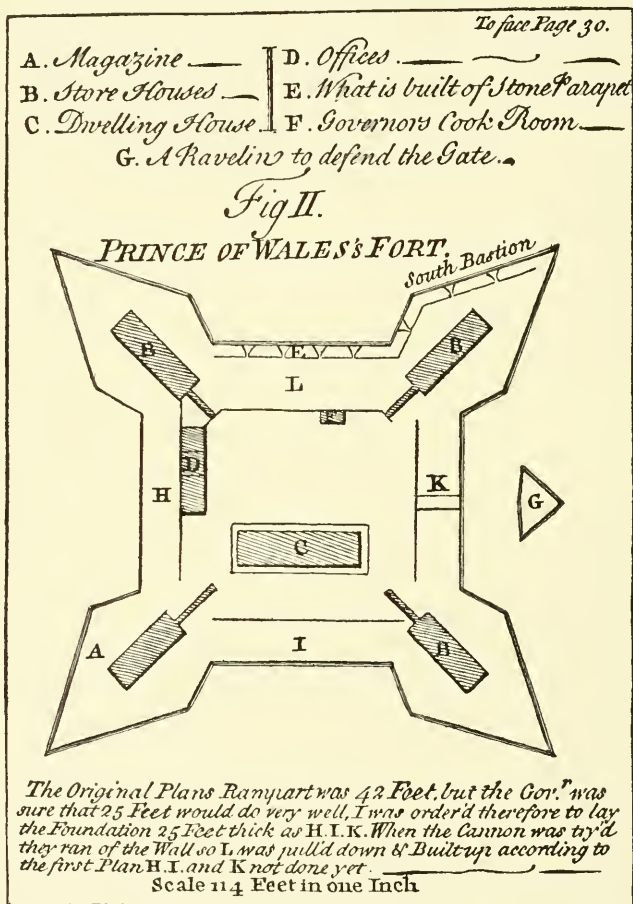 To face Page 30.
A. Magazine
D. Offices.
B. Store Houses
E. What is built of Stone Parapet
C. Dwelling House.
F. Governors Cook Room
G. A Ravelin to defend the Gate.
Fig II.
PRINCE OF WALES's FORT.
South Bastion
B
E
B
L
F
D
H
K
G
C
A
I
B
The Original Plans Rampart was 42 Feet, but the Gov.r was
sure that 25 Feet would do very well, I was order'd therefore to lay
the Foundation 25 Feet thick as H.I.K. When the Cannon was try'd
they ran of the Wall so L was pull'd down & Built up according to
the first Plan H.I. and K not done yet.
Scale 114 Feet in one Inch